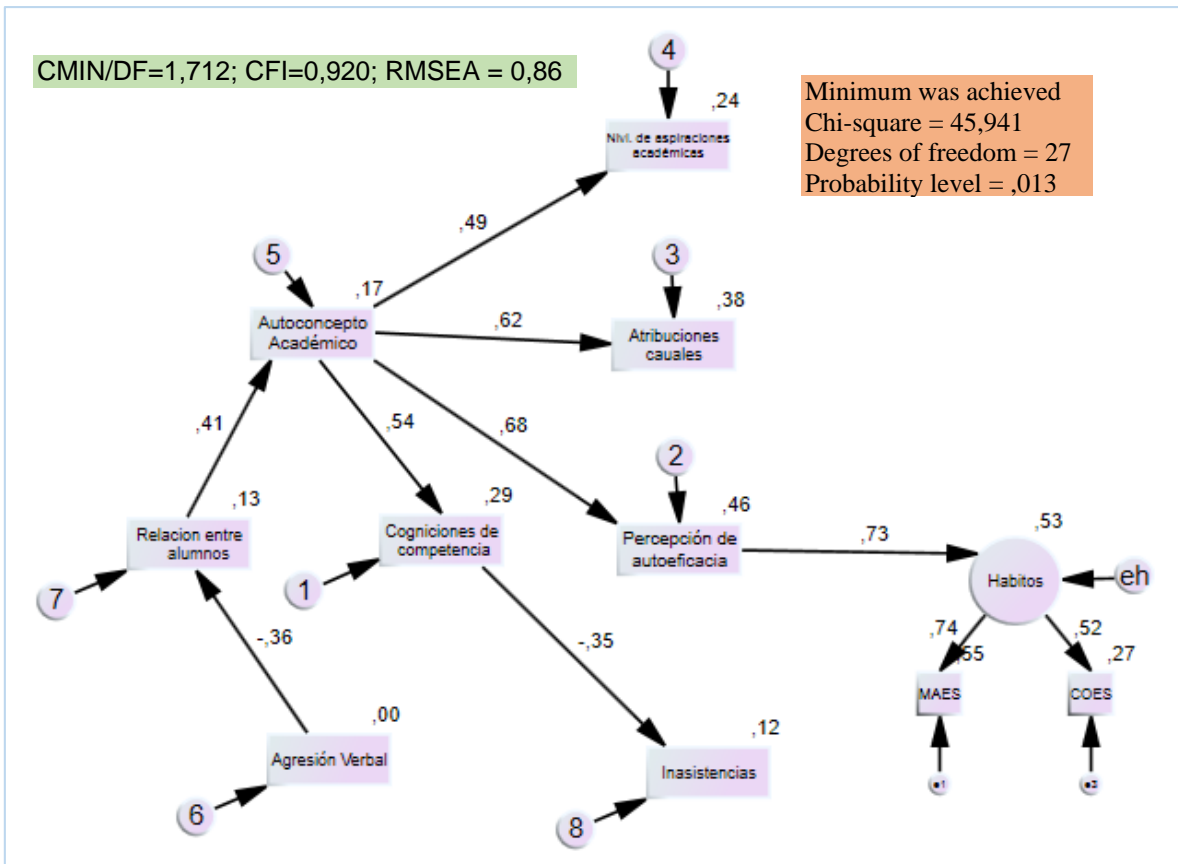 CMIN/DF=1,712; CFI=0,920; RMSEA = 0,86
Minimum was achieved
Chi-square = 45,941
Degrees of freedom = 27
Probability level = ,013
4
,24
Nivl. de aspiraciones
académicas
,49
5
,17
Autoconcepto
Académico
3
,38
,62
Atribuciones
cauales
,41
,54
,68
2
,13
Relacion entre
alumnos
,29
Cogniciones de
competencia
,46
Percepción de
autoeficacia
,73
,53
Habitos
eh
7
1
-,36
-,35
,74
,52
,55
,27
MAES
COES
,00
Agresión Verbal
,12
Inasistencias
6
8
e1